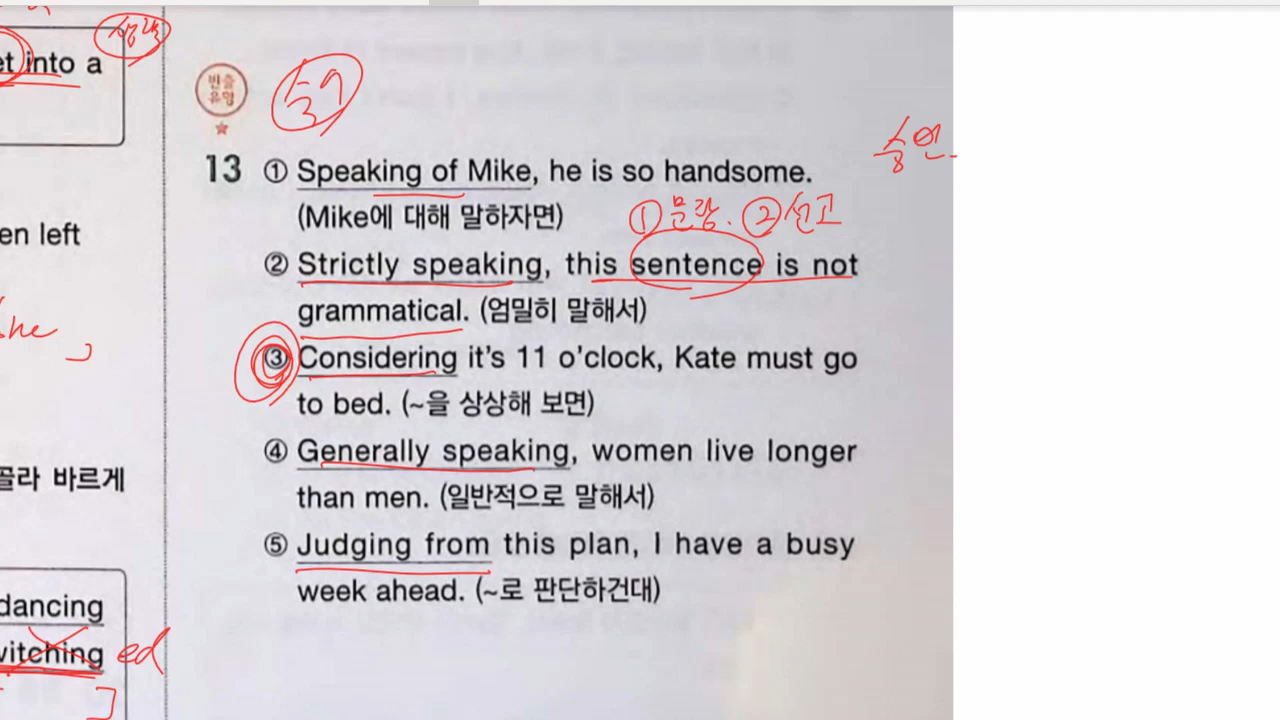 et into a
빈출
유형
13 ① Speaking of Mike, he is so handsome.
(Mike에 대해 말하자면)
② 선고
en left
② Strictly speaking, this sentence is not
grammatical. (엄밀히 말해서)
he
③ Considering it's 11 o'clock, Kate must go
to bed. (~을 상상해 보면)
④ Generally speaking, women live longer
골라 바르게
than men. (일반적으로 말해서)
⑤ Judging from this plan, I have a busy
week ahead. (~로 판단하건대)
dancing
witching ed